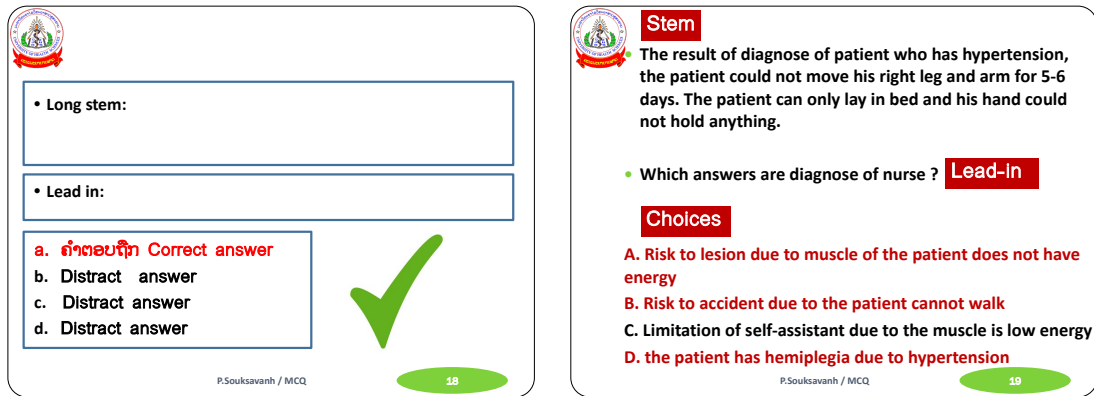 • Long stem:
• Lead in:
a. ຄຳຕອບຖືກ Correct answer
b. Distract answer
c. Distract answer
d. Distract answer
P.Souksavanh / MCQ
18
Stem
• The result of diagnose of patient who has hypertension,
the patient could not move his right leg and arm for 5-6
days. The patient can only lay in bed and his hand could
not hold anything.
• Which answers are diagnose of nurse ? Lead-in
Choices
A. Risk to lesion due to muscle of the patient does not have
energy
B. Risk to accident due to the patient cannot walk
C. Limitation of self-assistant due to the muscle is low energy
D. the patient has hemiplegia due to hypertension
P.Souksavanh / MCQ
19